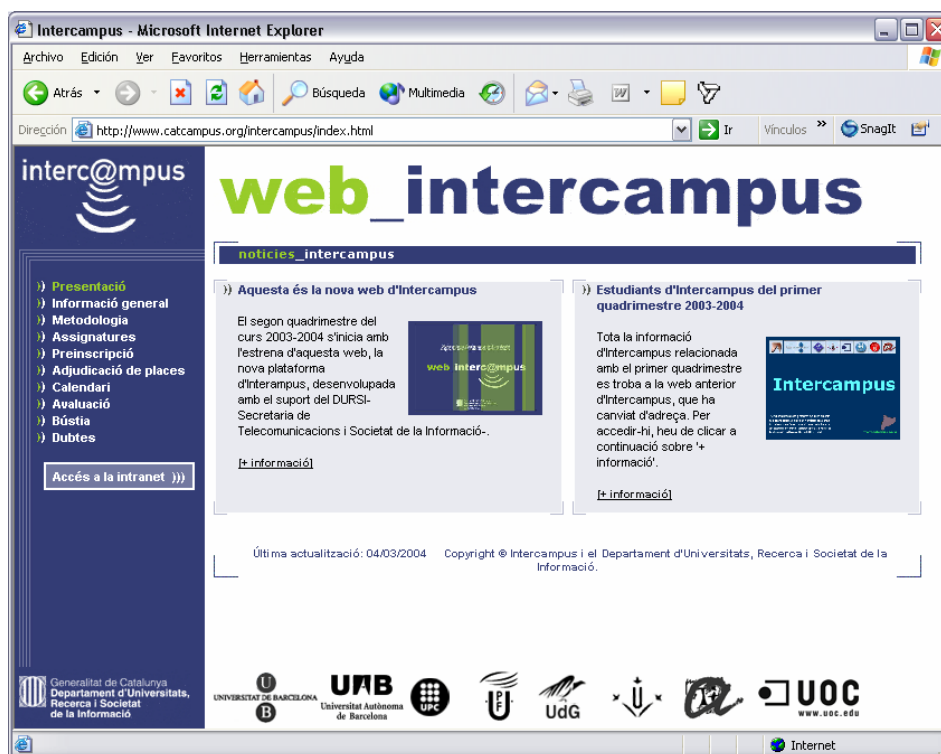 Intercampus - Microsoft Internet Explorer
Archivo Edición Ver Favoritos Herramientas Ayuda
Atrás Búsqueda Multimedia
Dirección http://www.catcampus.org/intercampus/index.html Ir Vínculos » SnagIt
interc@mpus
web_intercampus
noticies_intercampus
)) Presentació
)) Informació general
)) Metodologia
)) Assignatures
)) Preinscripció
)) Adjudicació de places
)) Calendari
)) Avaluació
)) Bústia
)) Dubtes
Accés a la intranet )))
)) Aquesta és la nova web d'Intercampus
El segon quadrimestre del
curs 2003-2004 s'inicia amb
l'estrena d'aquesta web, la
nova plataforma
d'Interampus, desenvolupada
amb el suport del DURSI-
Secretaria de
Telecomunicacions i Societat de la Informació-.
web interc@mpus
[+ informació]
)) Estudiants d'Intercampus del primer
quadrimestre 2003-2004
Tota la informació
d'Intercampus relacionada
amb el primer quadrimestre
es troba a la web anterior
d'Intercampus, que ha
canviat d'adreça. Per
accedir-hi, heu de clicar a
continuació sobre '+
informació'.
Intercampus
[+ informació]
Última actualització: 04/03/2004 Copyright © Intercampus i el Departament d'Universitats, Recerca i Societat de la
Informació.
Generalitat de Catalunya
Departament d'Universitats,
Recerca i Societat
de la Informació
U
UNIVERSITAT DE BARCELONA
B
UAB
Universitat Autònoma
de Barcelona
UPC
UPF
UdG
UOC
www.uoc.edu
Internet